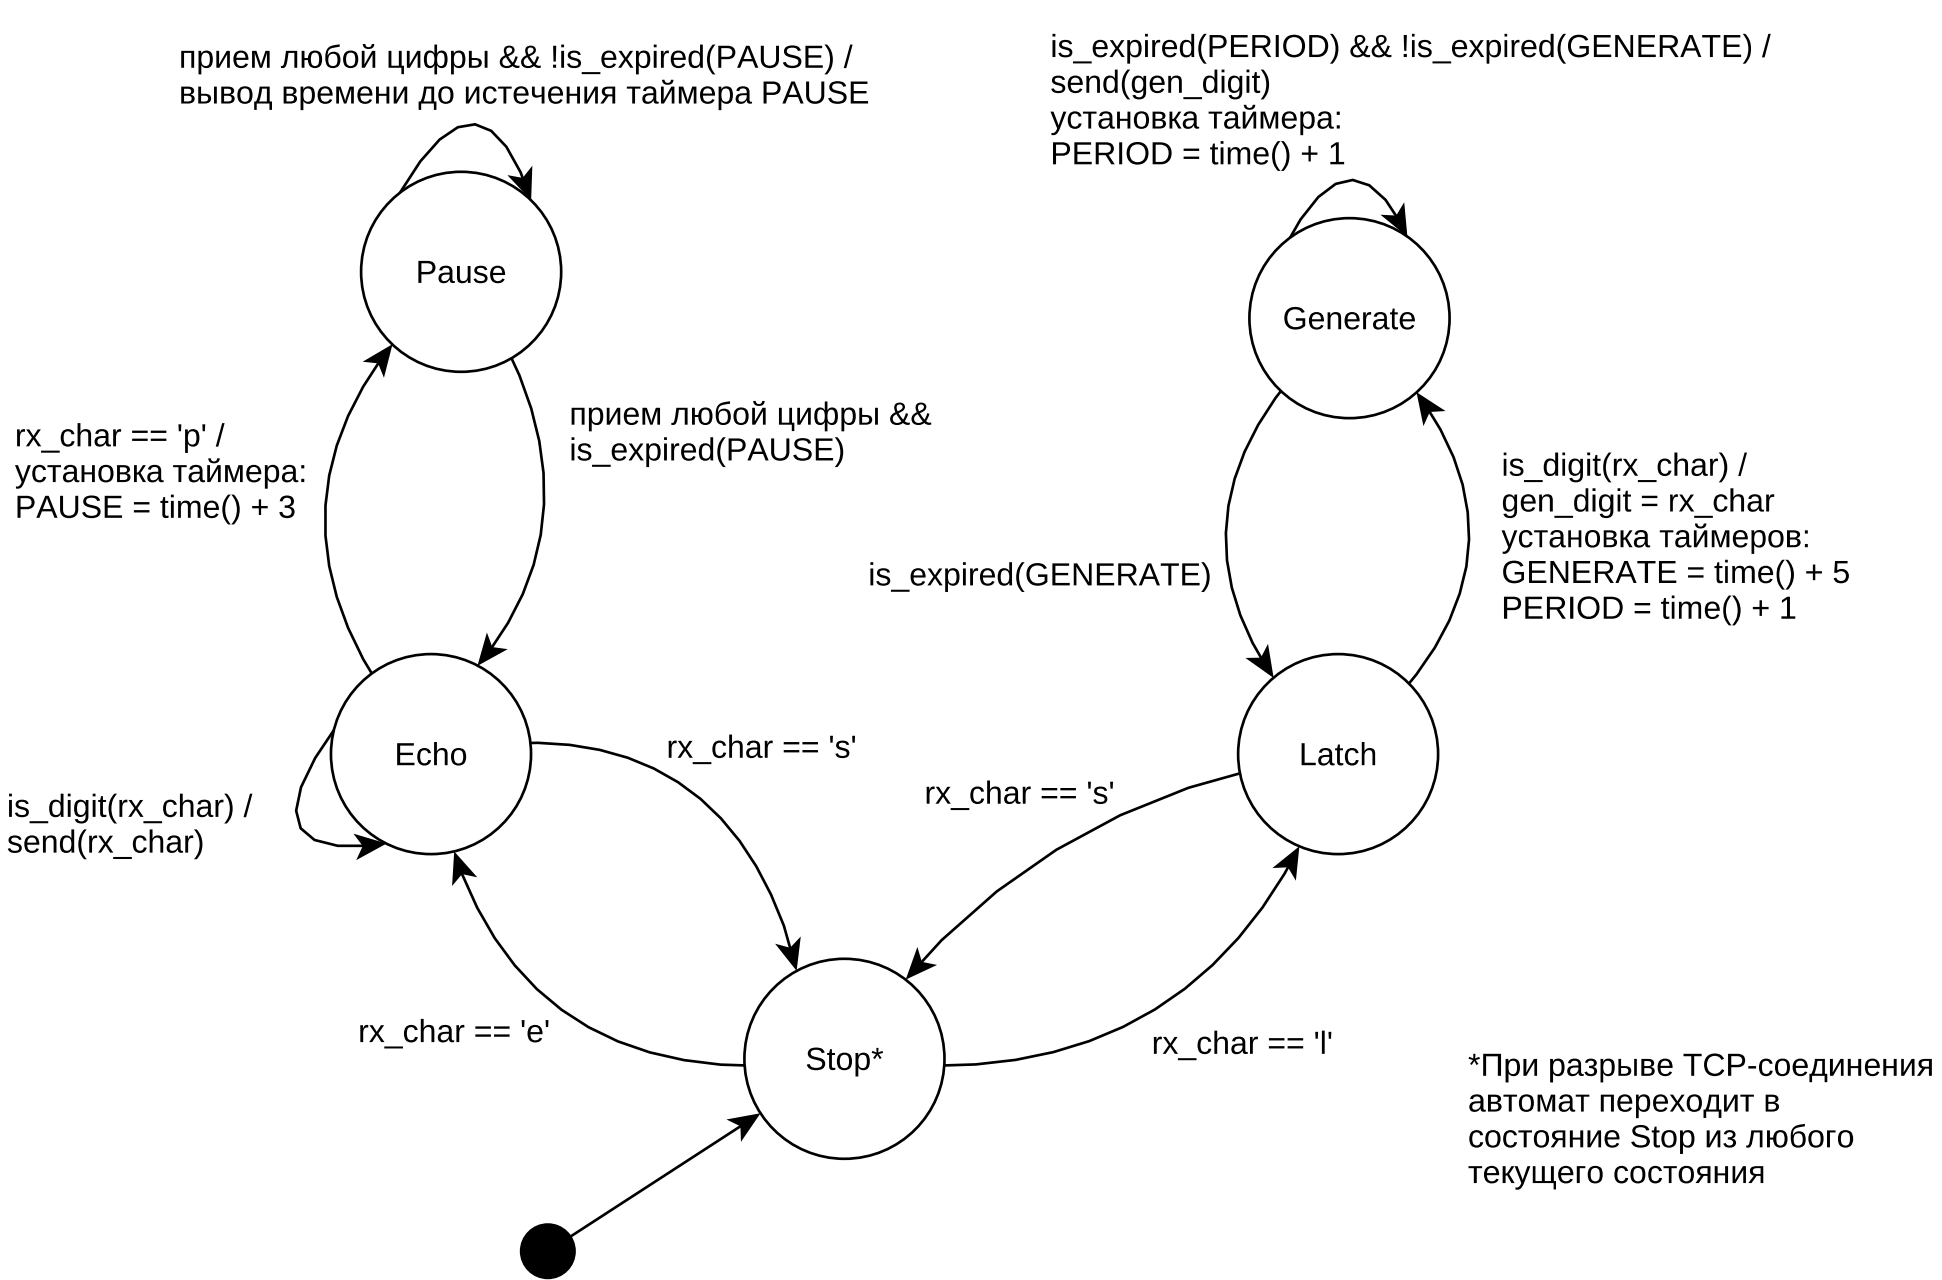 прием любой цифры && !is_expired(PAUSE) /
вывод времени до истечения таймера PAUSE
is_expired(PERIOD) && !is_expired(GENERATE) /
send(gen_digit)
установка таймера:
PERIOD = time() + 1
Pause
Generate
rx_char == 'p' /
установка таймера:
PAUSE = time() + 3
прием любой цифры &&
is_expired(PAUSE)
is_expired(GENERATE)
is_digit(rx_char) /
gen_digit = rx_char
установка таймеров:
GENERATE = time() + 5
PERIOD = time() + 1
Echo
Latch
rx_char == 's'
rx_char == 's'
is_digit(rx_char) /
send(rx_char)
rx_char == 'e'
Stop*
rx_char == 'l'
*При разрыве TCP-соединения
автомат переходит в
состояние Stop из любого
текущего состояния